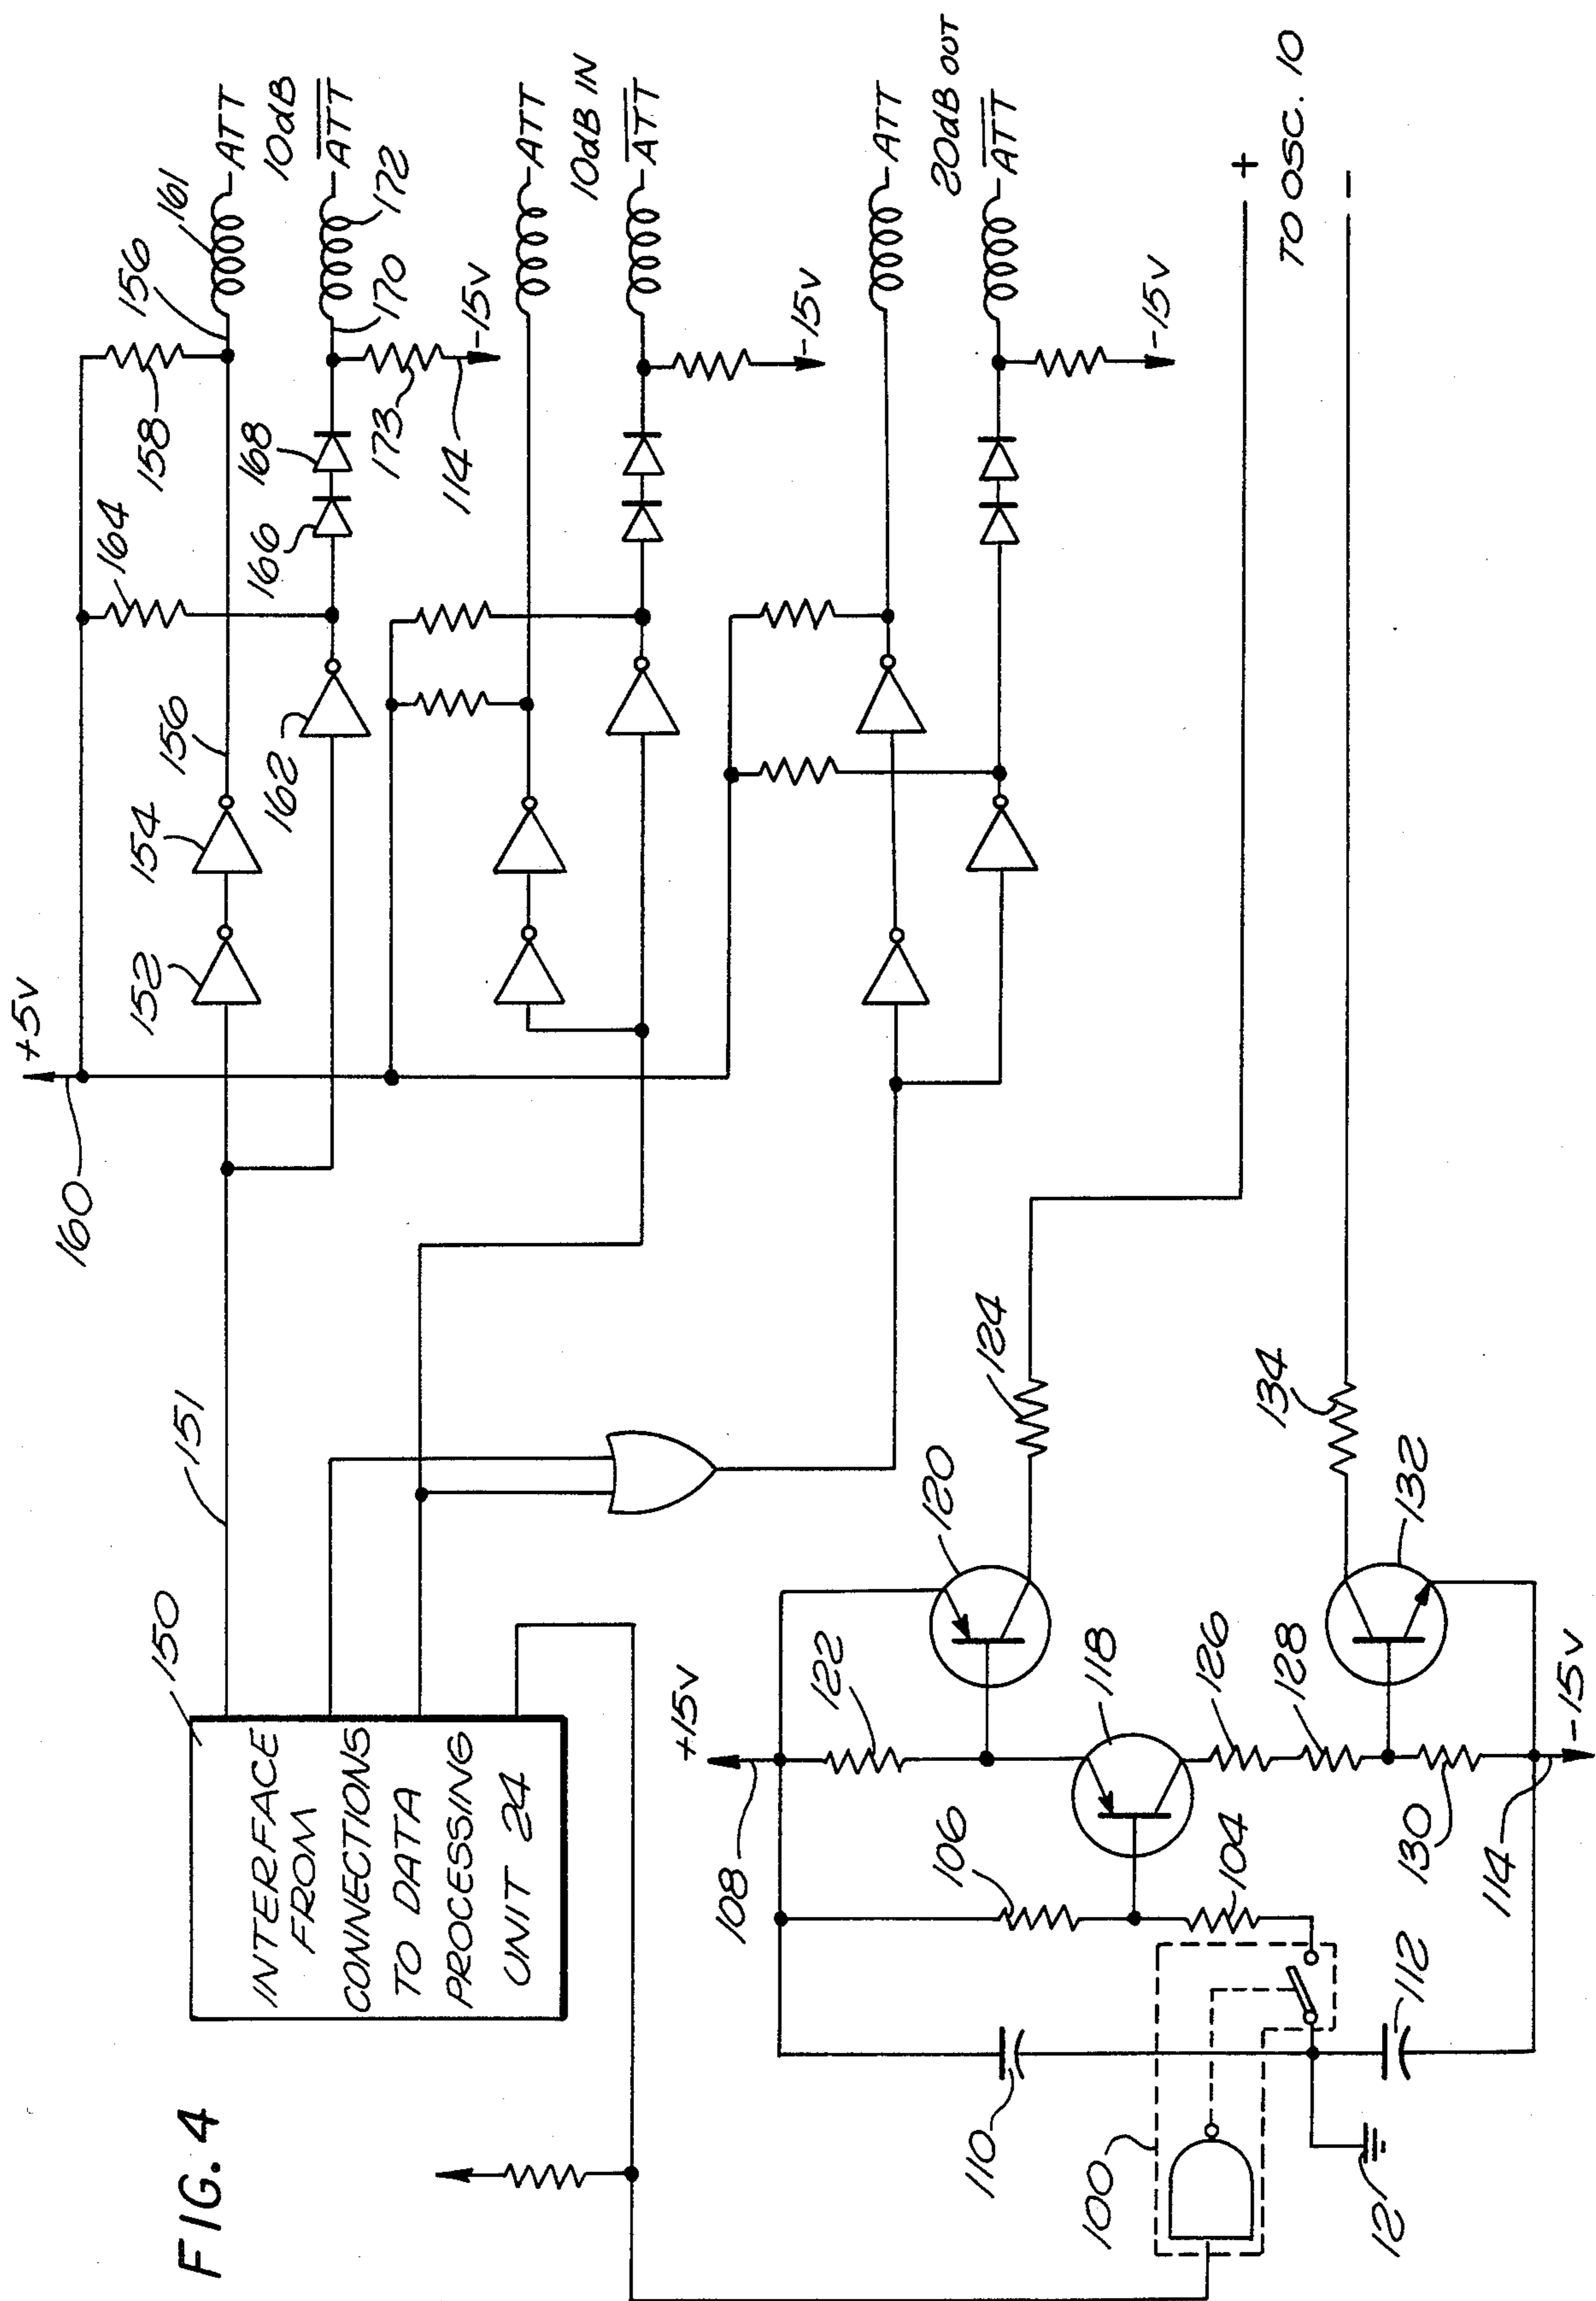 FIG. 4
150
INTERFACE
FROM
CONNECTIONS
TO DATA
PROCESSING
UNIT 24
151
160
+5V
152
154
156
164
158
156
161
ATT
10dB
162
166
168
170
172
ATT
173
114
-15V
ATT
10dB IN
ATT
-15V
ATT
20dB OUT
ATT
-15V
+15V
108
122
120
124
+
TO OSC. 10
-
118
106
104
126
128
134
132
130
114
-15V
110
100
112
12